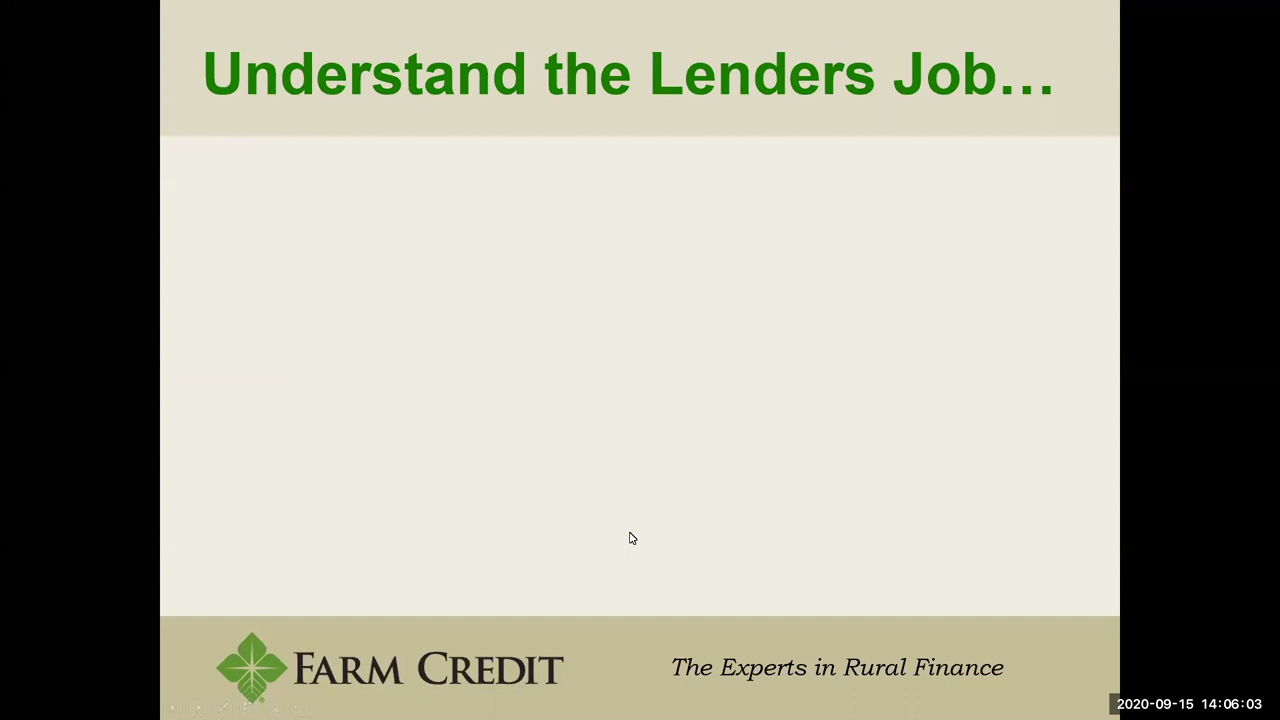 Understand the Lenders Job...
FARM CREDIT
The Experts in Rural Finance
2020-09-15 14:06:03